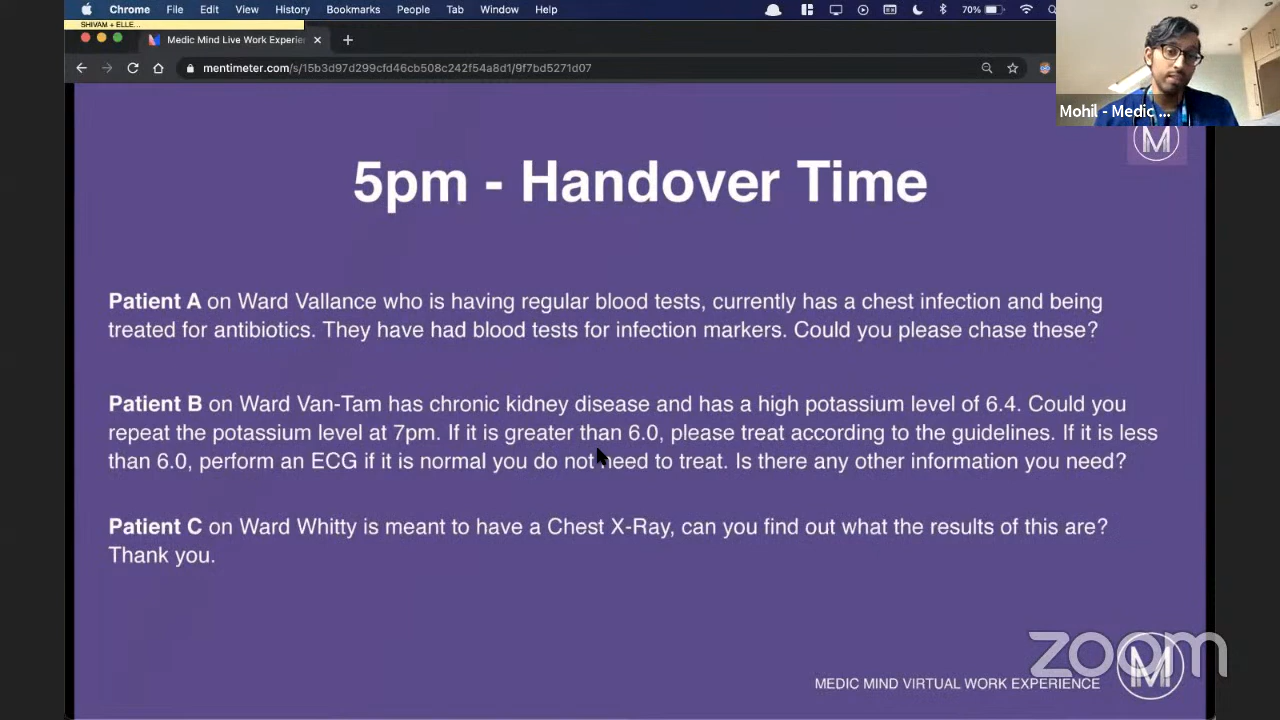 Chrome File Edit View History Bookmarks People Tab Window Help 70%
SHIVAM + ELLE...
Medic Mind Live Work Experie
mentimeter.com/s/15b3d97d299cfd46cb508c242f54a8d1/9f7bd5271d07
Mohil - Medic ...
M
5pm - Handover Time
Patient A on Ward Vallance who is having regular blood tests, currently has a chest infection and being
treated for antibiotics. They have had blood tests for infection markers. Could you please chase these?
Patient B on Ward Van-Tam has chronic kidney disease and has a high potassium level of 6.4. Could you
repeat the potassium level at 7pm. If it is greater than 6.0, please treat according to the guidelines. If it is less
than 6.0, perform an ECG if it is normal you do not need to treat. Is there any other information you need?
Patient C on Ward Whitty is meant to have a Chest X-Ray, can you find out what the results of this are?
Thank you.
zoom
MEDIC MIND VIRTUAL WORK EXPERIENCE
M